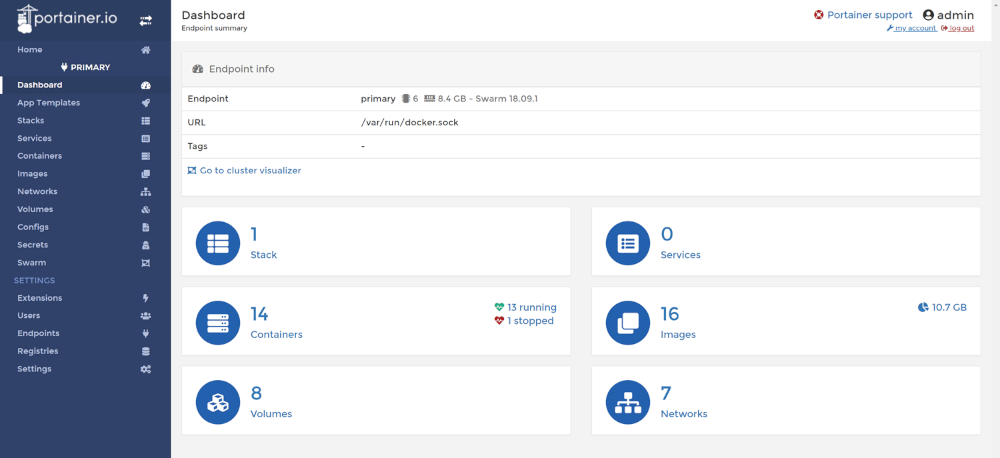 portainer.io
Home
PRIMARY
Dashboard
App Templates
Stacks
Services
Containers
Images
Networks
Volumes
Configs
Secrets
Swarm
SETTINGS
Extensions
Users
Endpoints
Registries
Settings
Dashboard
Endpoint summary
Portainer support admin
my account log out
Endpoint info
Endpoint primary 6 8.4 GB - Swarm 18.09.1
URL /var/run/docker.sock
Tags -
Go to cluster visualizer
1
Stack
0
Services
14
Containers
13 running
1 stopped
16
Images
10.7 GB
8
Volumes
7
Networks